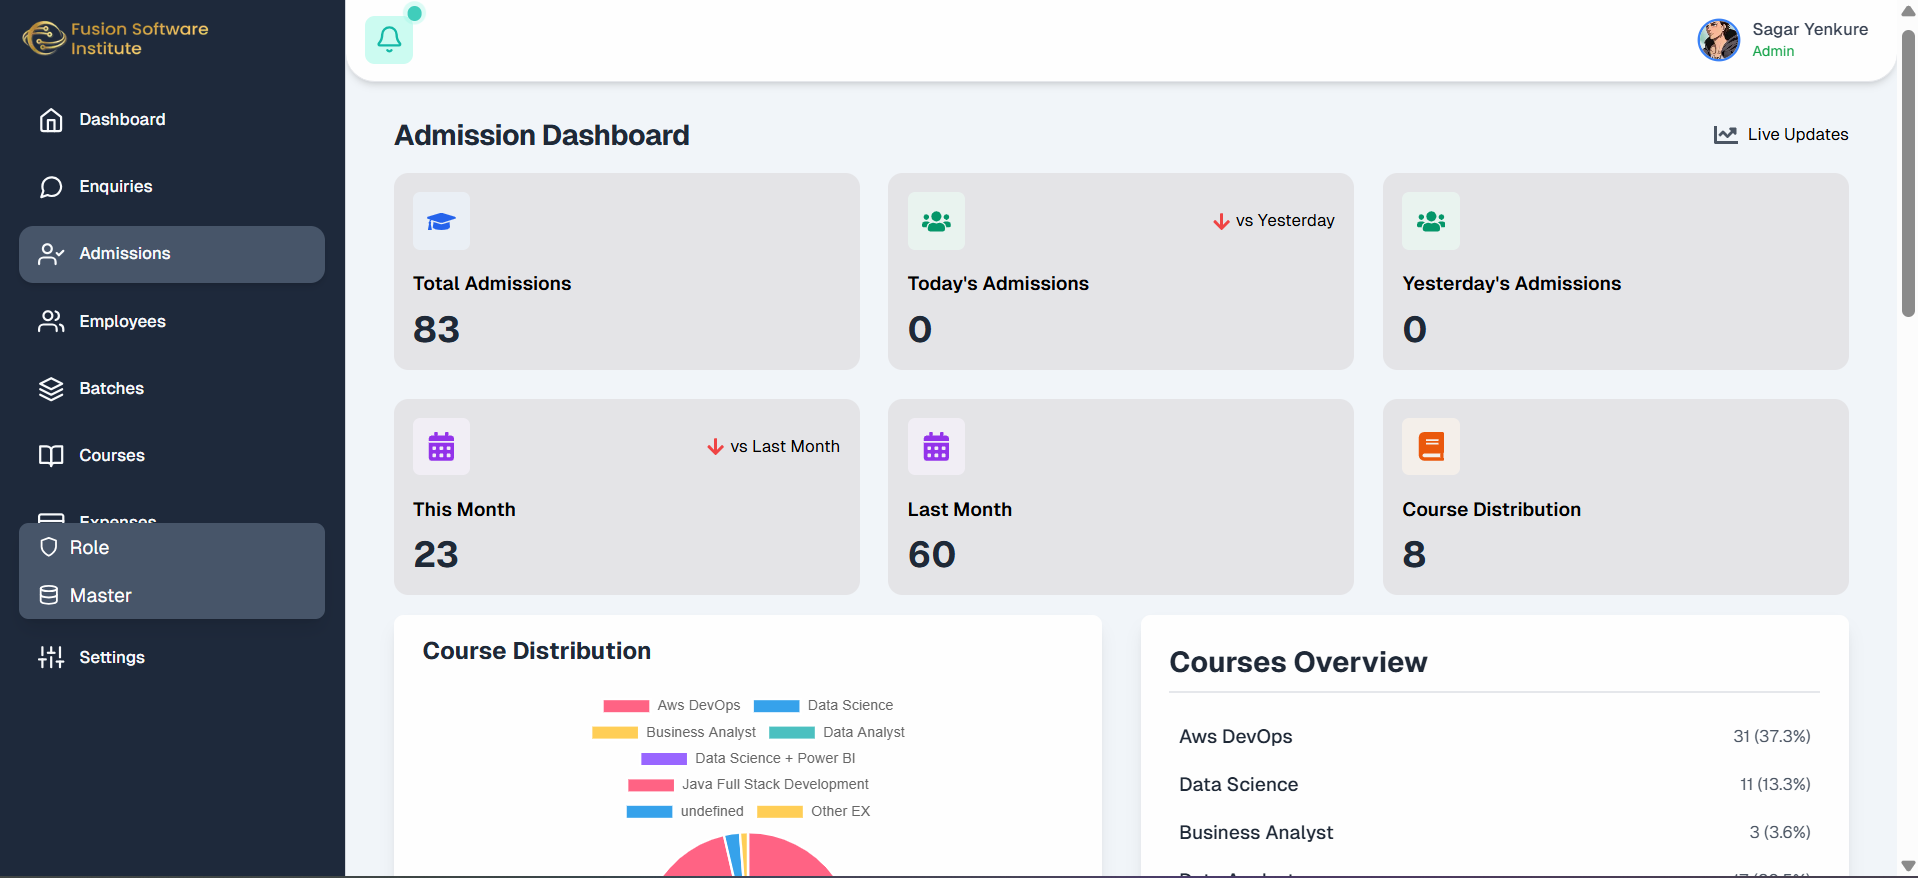 Fusion Software
Institute
Dashboard
Enquiries
Admissions
Employees
Batches
Courses
Expenses
Role
Master
Settings
Sagar Yenkure
Admin
Admission Dashboard
Live Updates
Total Admissions
83
vs Yesterday
Today's Admissions
0
Yesterday's Admissions
0
vs Last Month
This Month
23
Last Month
60
Course Distribution
8
Course Distribution
Aws DevOps Data Science
Business Analyst Data Analyst
Data Science + Power BI
Java Full Stack Development
undefined Other EX
Courses Overview
Aws DevOps 31 (37.3%)
Data Science 11 (13.3%)
Business Analyst 3 (3.6%)